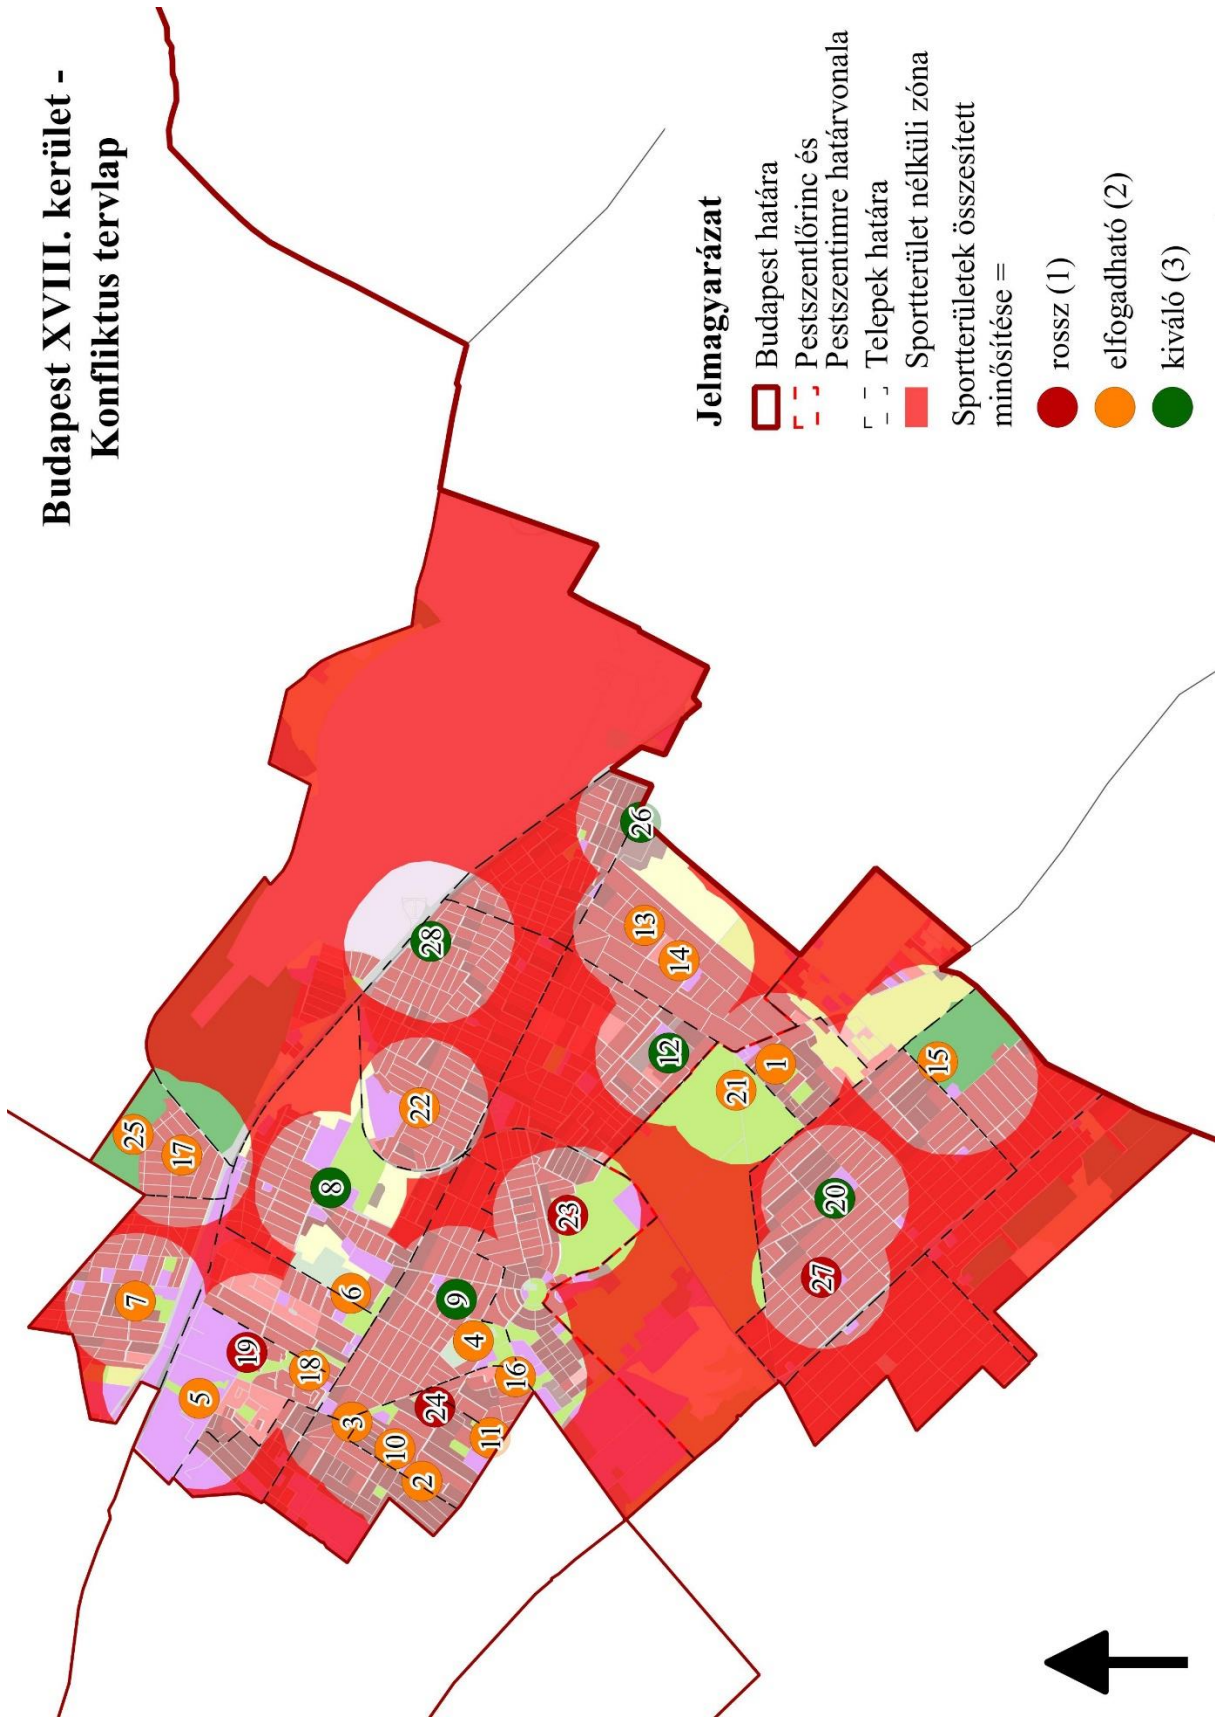 Budapest XVIII. kerület -
Konfliktus tervlap
Jelmagyarázat
Budapest határa
Pestszentlőrinc és
Pestszentimre határvonala
Telepek határa
Sportterület nélküli zóna
Sportterületek összesített
minősítése =
rossz (1)
elfogadható (2)
kiváló (3)
25
17
7
8
5
19
18
6
28
22
3
10
2
24
11
9
4
16
23
26
13
14
12
21
1
15
20
27